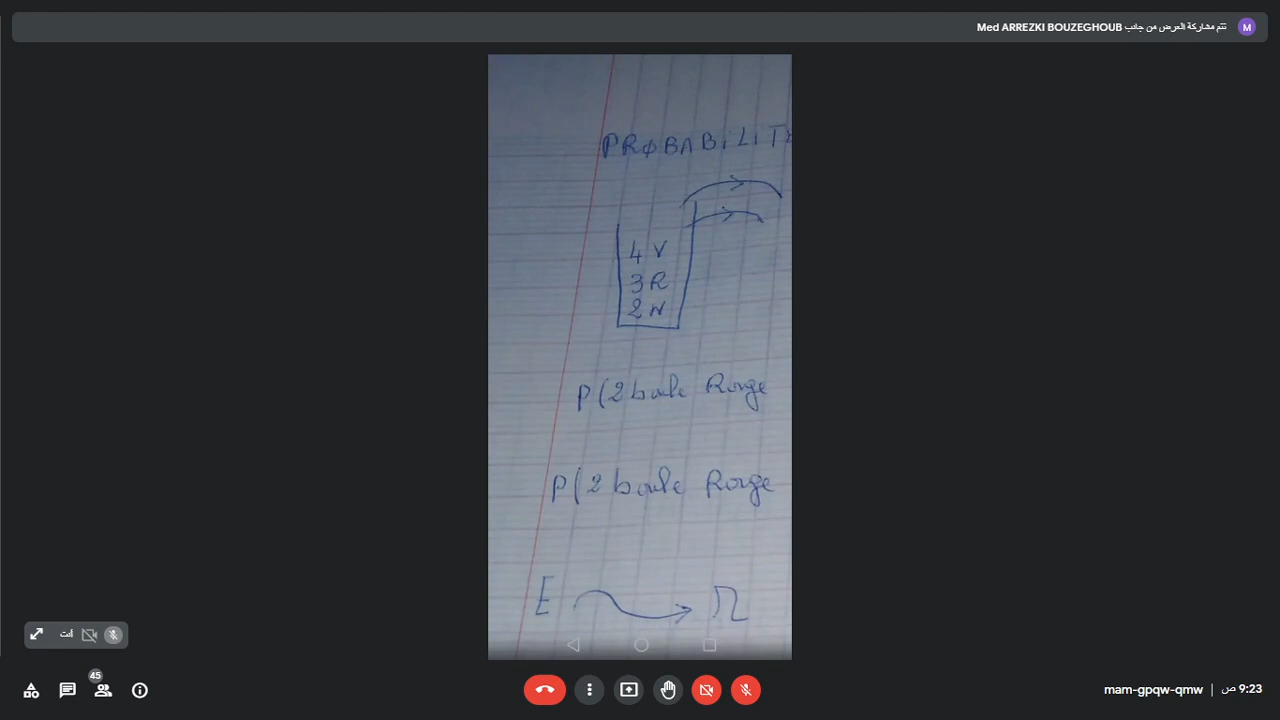 تتم مشاركة العرض من جانب Med ARREZKI BOUZEGHOUB
M
PROBABILITé
4 V
3 R
2 N
P(2 boule Rouge
P(2 boule Rouge
E Ω
أنت
45
mam-gpqw-qmw | 9:23 ص